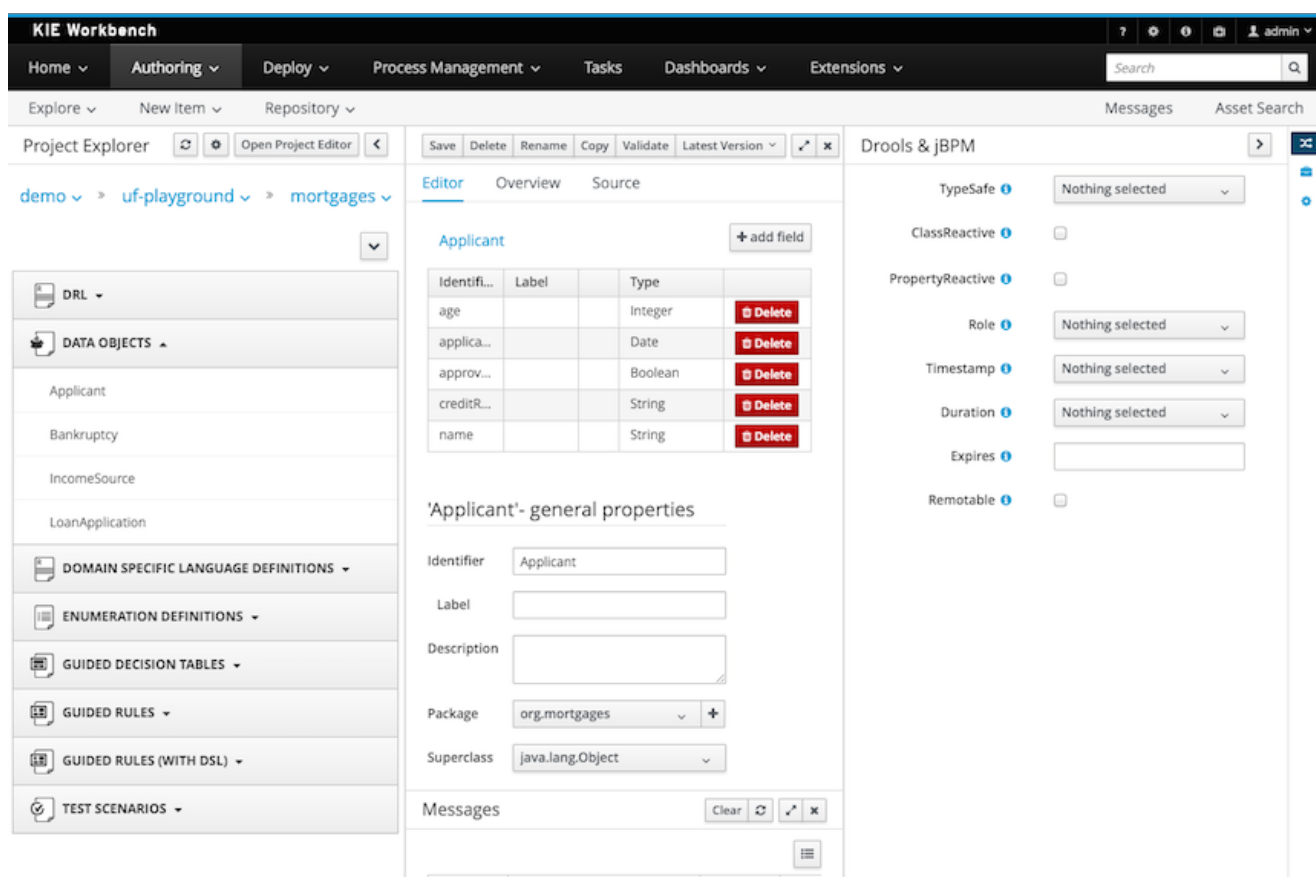 KIE Workbench
? admin
Home Authoring Deploy Process Management Tasks Dashboards Extensions Search
Explore New Item Repository Messages Asset Search
Project Explorer Open Project Editor
demo » uf-playground » mortgages
DRL
DATA OBJECTS
Applicant
Bankruptcy
IncomeSource
LoanApplication
DOMAIN SPECIFIC LANGUAGE DEFINITIONS
ENUMERATION DEFINITIONS
GUIDED DECISION TABLES
GUIDED RULES
GUIDED RULES (WITH DSL)
TEST SCENARIOS
Save Delete Rename Copy Validate Latest Version
Editor Overview Source
Applicant + add field
Identifi... Label Type
age Integer Delete
applica... Date Delete
approv... Boolean Delete
creditR... String Delete
name String Delete
'Applicant'- general properties
Identifier Applicant
Label
Description
Package org.mortgages +
Superclass java.lang.Object
Messages Clear
Drools & jBPM
TypeSafe Nothing selected
ClassReactive
PropertyReactive
Role Nothing selected
Timestamp Nothing selected
Duration Nothing selected
Expires
Remotable